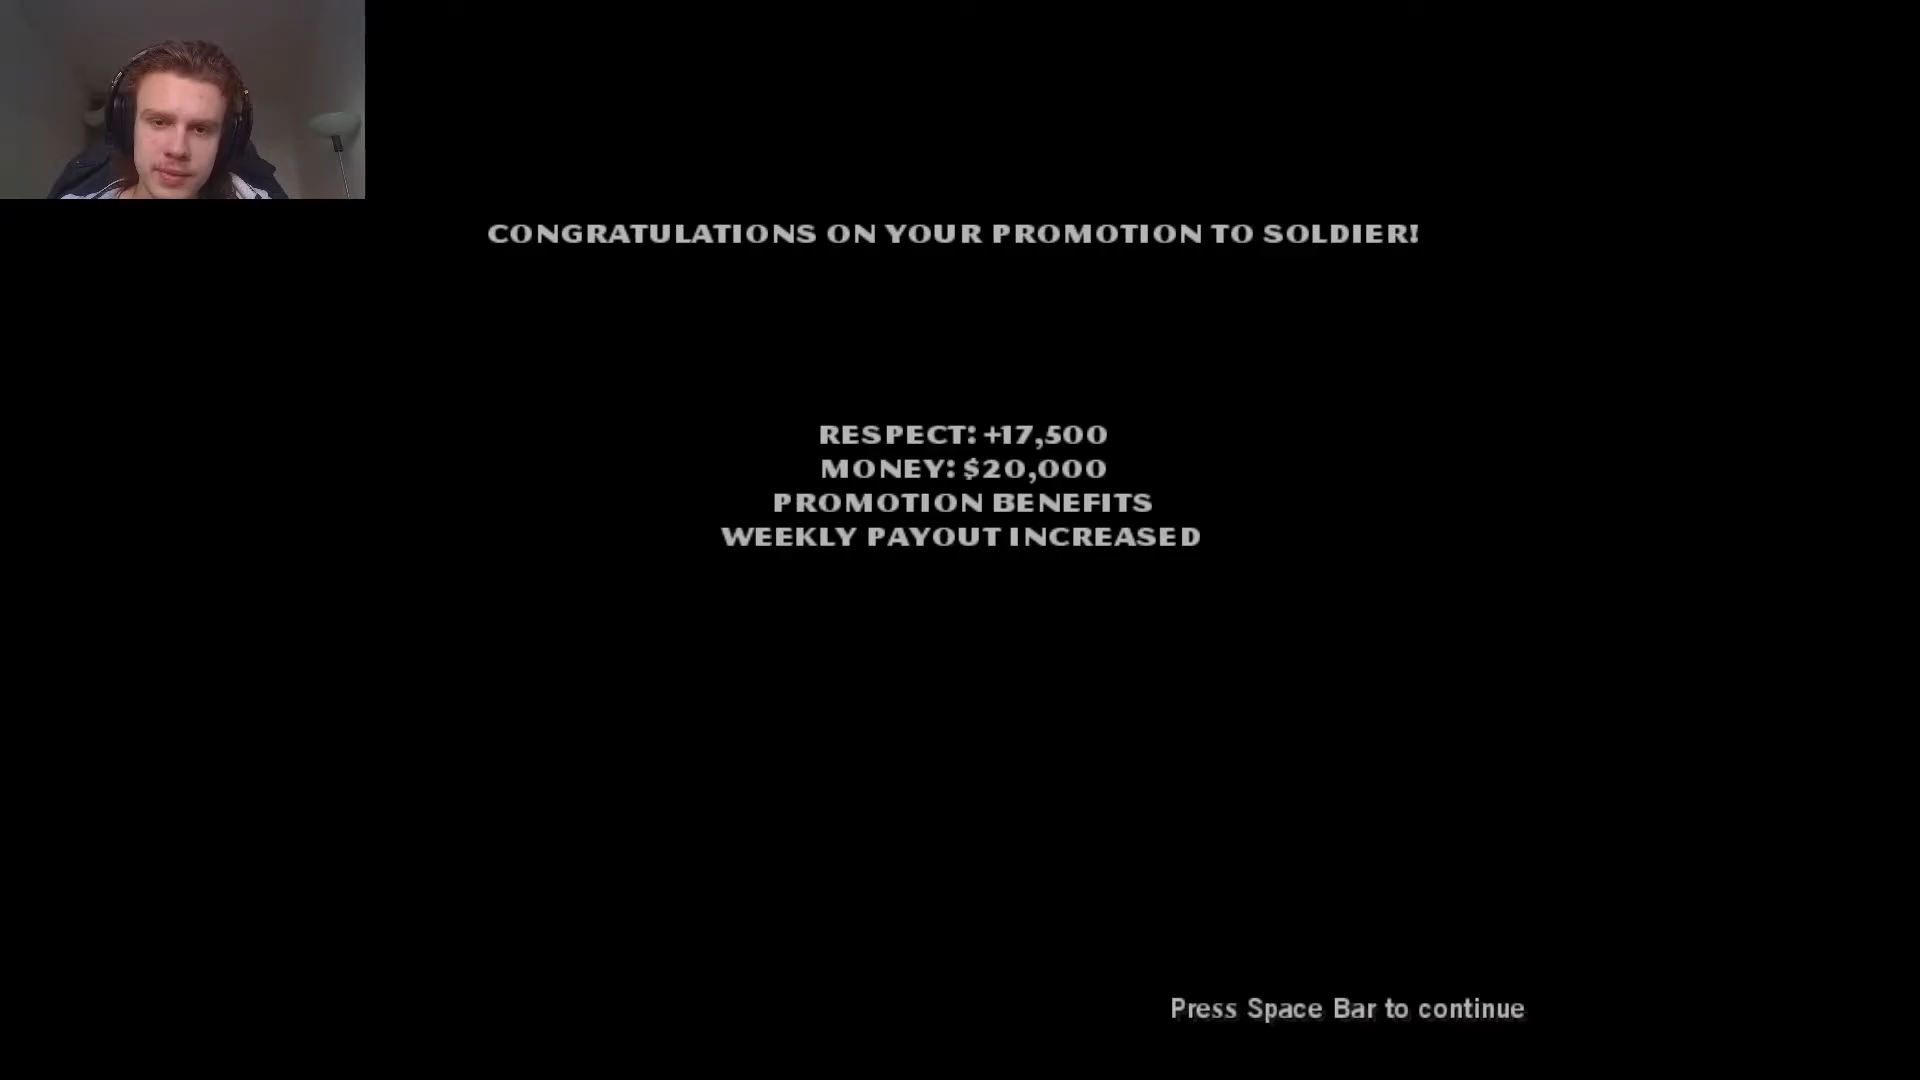 CONGRATULATIONS ON YOUR PROMOTION TO SOLDIER!
RESPECT: +17,500
MONEY: $20,000
PROMOTION BENEFITS
WEEKLY PAYOUT INCREASED
Press Space Bar to continue